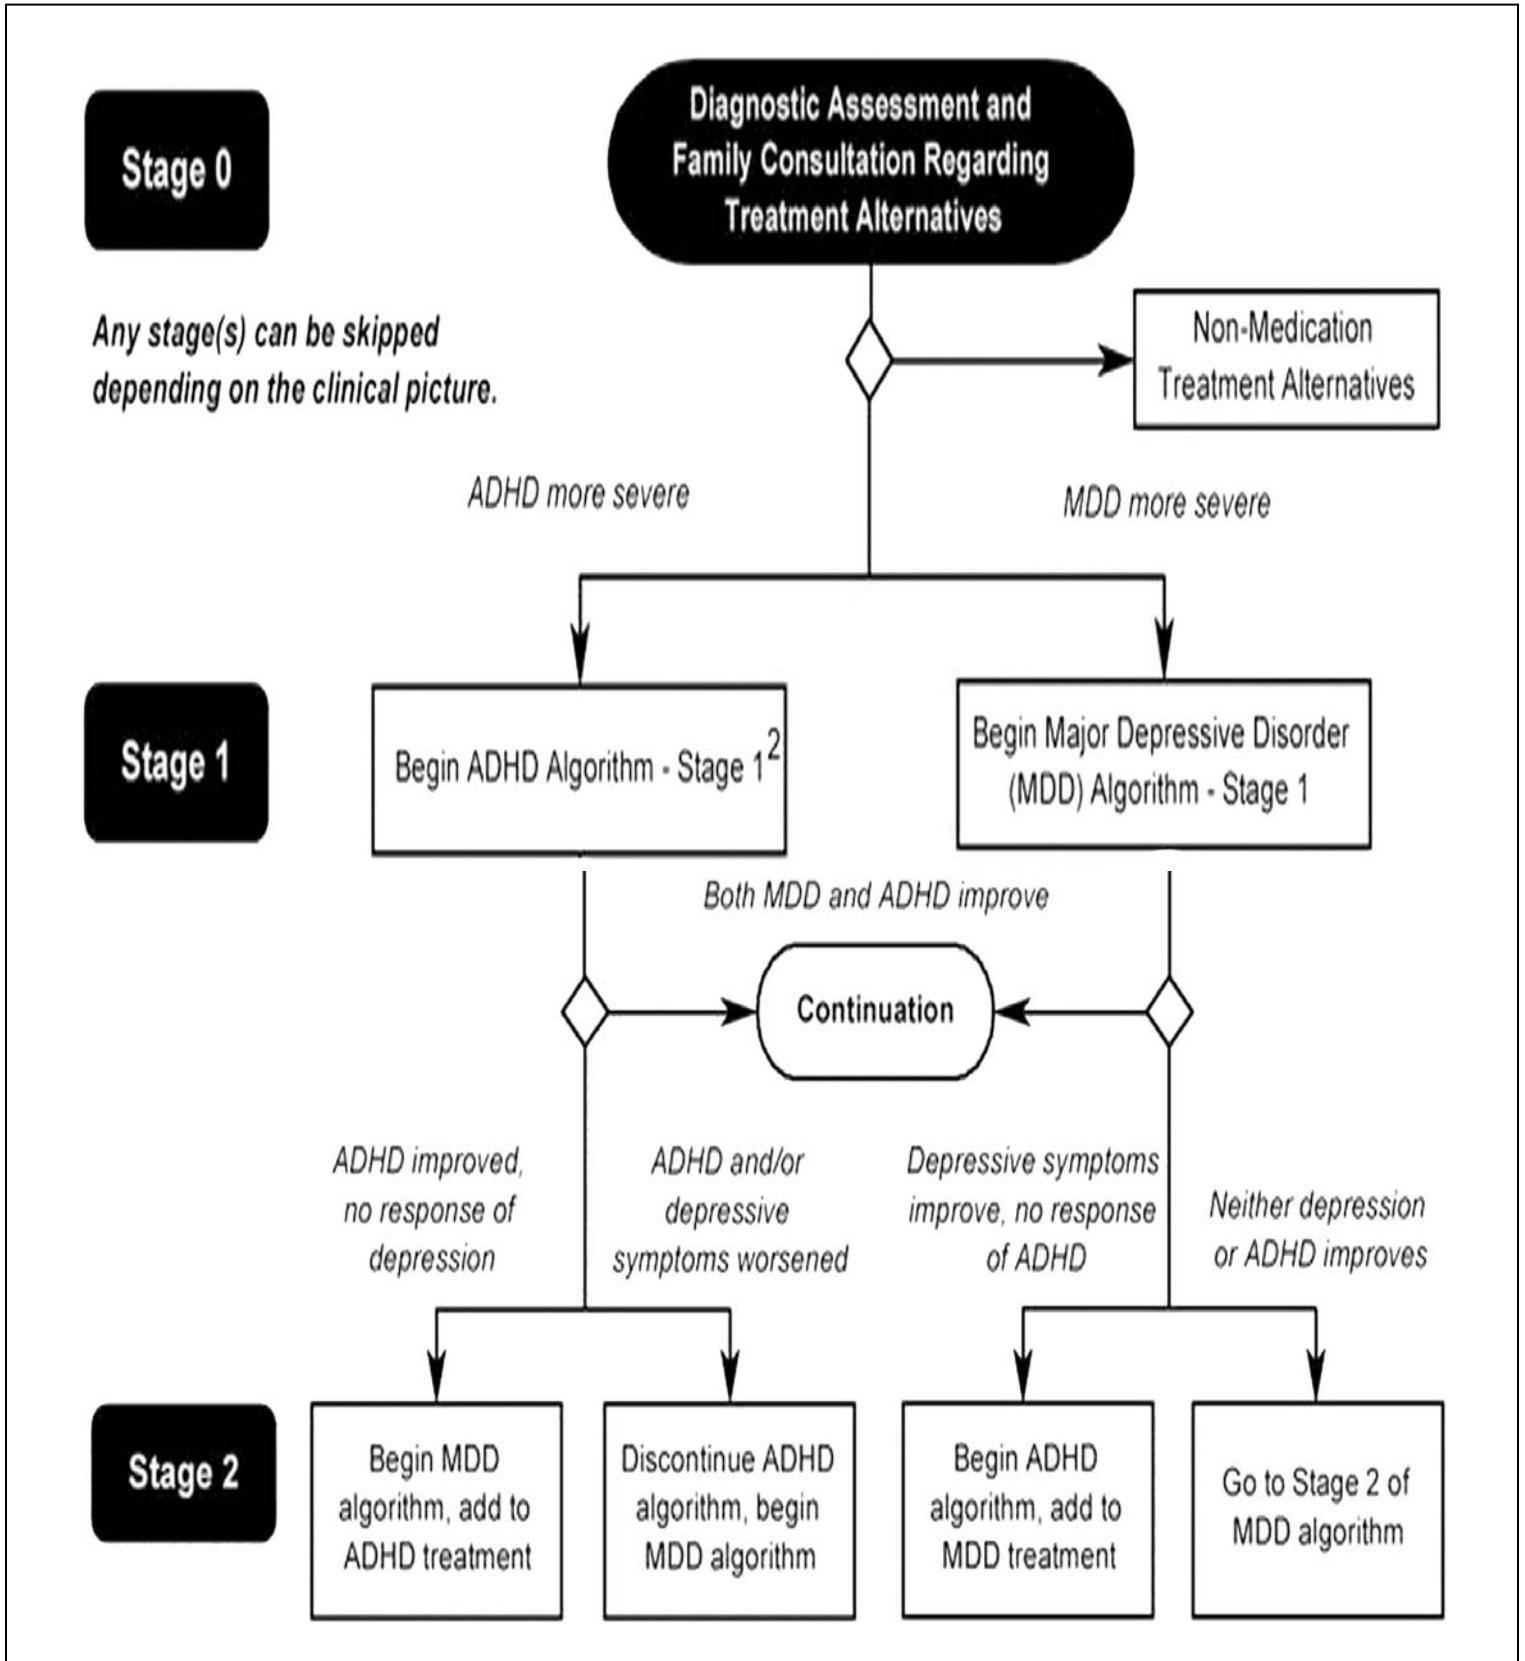 Stage 0
Diagnostic Assessment and
Family Consultation Regarding
Treatment Alternatives
Any stage(s) can be skipped
depending on the clinical picture.
Non-Medication
Treatment Alternatives
ADHD more severe
MDD more severe
Stage 1
Begin ADHD Algorithm - Stage 1²
Begin Major Depressive Disorder
(MDD) Algorithm - Stage 1
Both MDD and ADHD improve
Continuation
ADHD improved,
no response of
depression
ADHD and/or
depressive
symptoms worsened
Depressive symptoms
improve, no response
of ADHD
Neither depression
or ADHD improves
Stage 2
Begin MDD
algorithm, add to
ADHD treatment
Discontinue ADHD
algorithm, begin
MDD algorithm
Begin ADHD
algorithm, add to
MDD treatment
Go to Stage 2 of
MDD algorithm